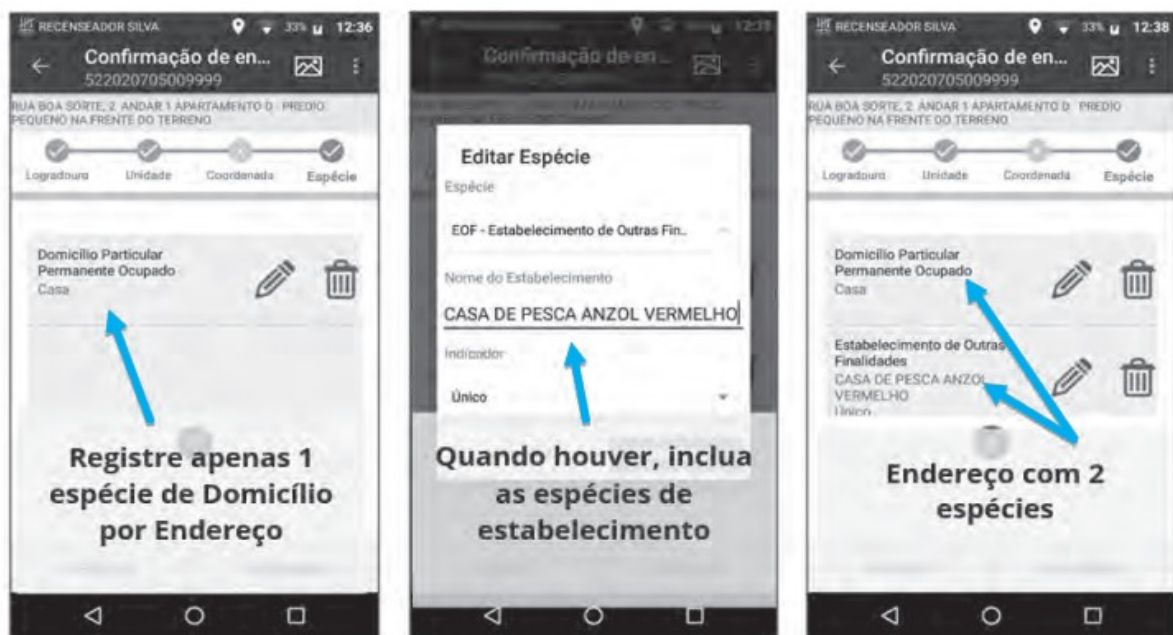 RECENSEADOR SILVA 33% 12:36
Confirmação de en...
522020705009999
RUA BOA SORTE, 2 ANDAR 1 APARTAMENTO D PREDIO
PEQUENO NA FRENTE DO TERRENO
Logradouro Unidade Coordenada Espécie
Domicílio Particular
Permanente Ocupado
Casa
Registre apenas 1
espécie de Domicílio
por Endereço
Confirmação de en...
Editar Espécie
Espécie
EOF - Estabelecimento de Outras Fin..
Nome do Estabelecimento
CASA DE PESCA ANZOL VERMELHO
Indicador
Único
Quando houver, inclua
as espécies de
estabelecimento
RECENSEADOR SILVA 33% 12:38
Confirmação de en...
522020705009999
RUA BOA SORTE, 2 ANDAR 1 APARTAMENTO D PREDIO
PEQUENO NA FRENTE DO TERRENO
Logradouro Unidade Coordenada Espécie
Domicílio Particular
Permanente Ocupado
Casa
Estabelecimento de Outras
Finalidades
CASA DE PESCA ANZOL
VERMELHO
Único
Endereço com 2
espécies